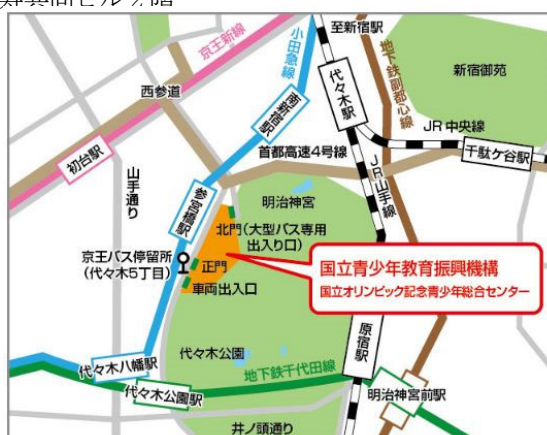 至新宿駅
小田急線
京王新線
地下鉄副都心線
新宿御苑
代々木駅
西参道
南新宿駅
JR中央線
首都高速4号線
千駄ケ谷駅
初台駅
山手通り
参宮橋駅
JR山手線
明治神宮
北門(大型バス専用
出入り口)
京王バス停留所
(代々木5丁目)
正門
国立青少年教育振興機構
国立オリンピック記念青少年総合センター
車両出入口
原宿駅
代々木公園
代々木八幡駅
地下鉄千代田線
代々木公園駅
明治神宮前駅
井ノ頭通り